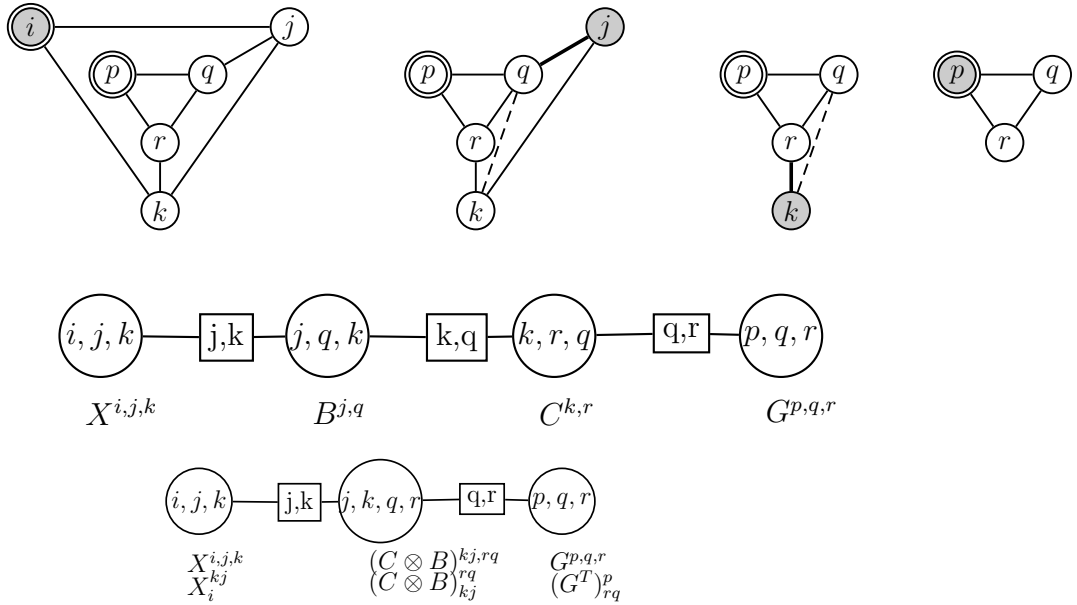 i j p q j p q p q
p q r r r r k k k
i, j, k j,k j, q, k k,q k, r, q q,r p, q, r
X^{i,j,k} B^{j,q} C^{k,r} G^{p,q,r}
i, j, k j,k j, k, q, r q,r p, q, r
X^{i,j,k} (C ⊗ B)^{kj,rq} G^{p,q,r}
X_i^{kj} (C ⊗ B)_{kj}^{rq} (G^T)_{rq}^p